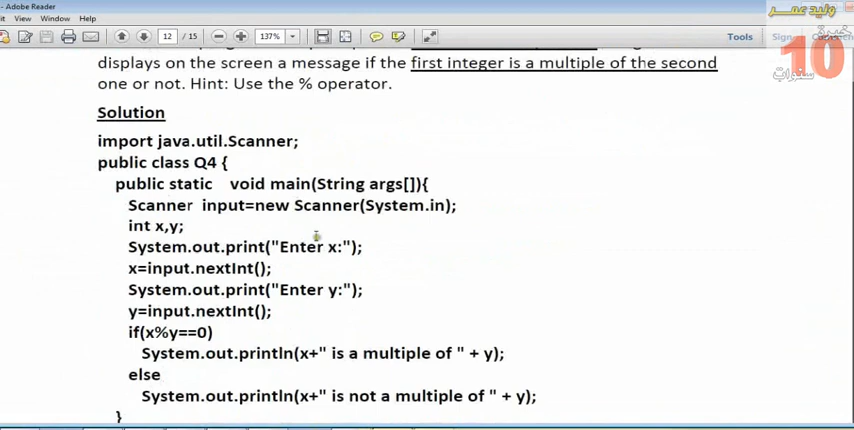 - Adobe Reader
it View Window Help
12 / 15 137% Tools Sign
وليد عمر
خبرة
10
سنوات
displays on the screen a message if the first integer is a multiple of the second
one or not. Hint: Use the % operator.
Solution
import java.util.Scanner;
public class Q4 {
public static void main(String args[]){
Scanner input=new Scanner(System.in);
int x,y;
System.out.print("Enter x:");
x=input.nextInt();
System.out.print("Enter y:");
y=input.nextInt();
if(x%y==0)
System.out.println(x+" is a multiple of " + y);
else
System.out.println(x+" is not a multiple of " + y);
}